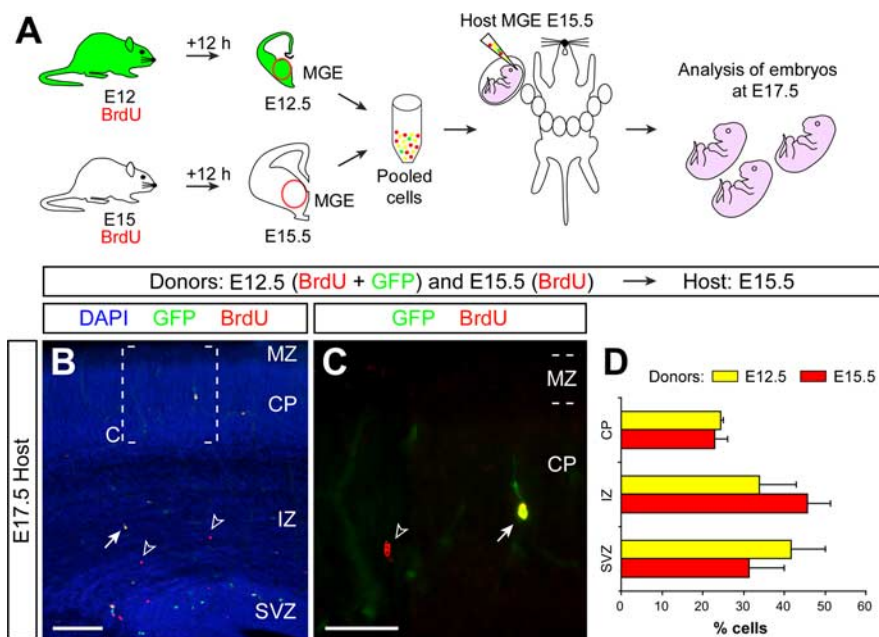 A
+12 h
Host MGE E15.5
MGE
E12
BrdU
E12.5
Analysis of embryos
at E17.5
+12 h
Pooled
cells
MGE
E15
BrdU
E15.5
Donors: E12.5 (BrdU + GFP) and E15.5 (BrdU) → Host: E15.5
DAPI GFP BrdU
GFP BrdU
E17.5 Host
B
MZ
CP
C
IZ
SVZ
C
MZ
CP
D
Donors: E12.5 E15.5
CP
IZ
SVZ
0 10 20 30 40 50 60
% cells